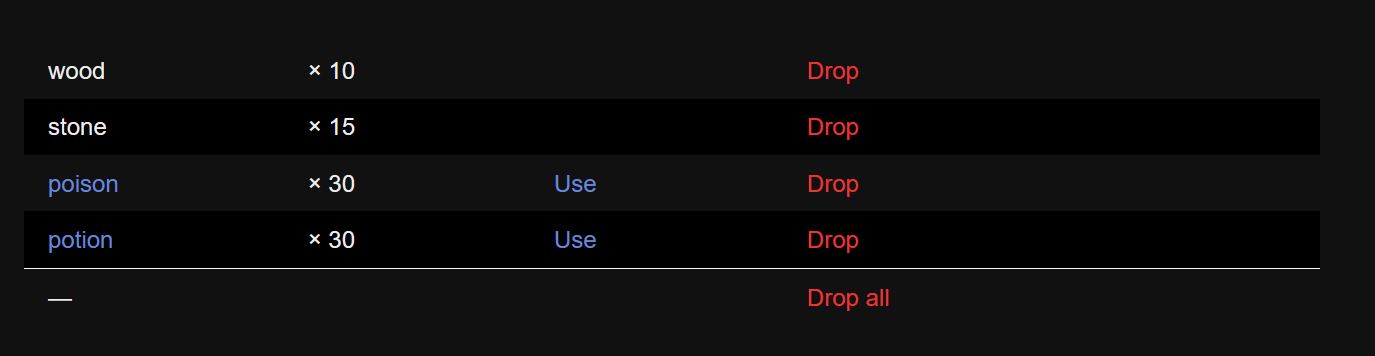 wood × 10 Drop
stone × 15 Drop
poison × 30 Use Drop
potion × 30 Use Drop
— Drop all